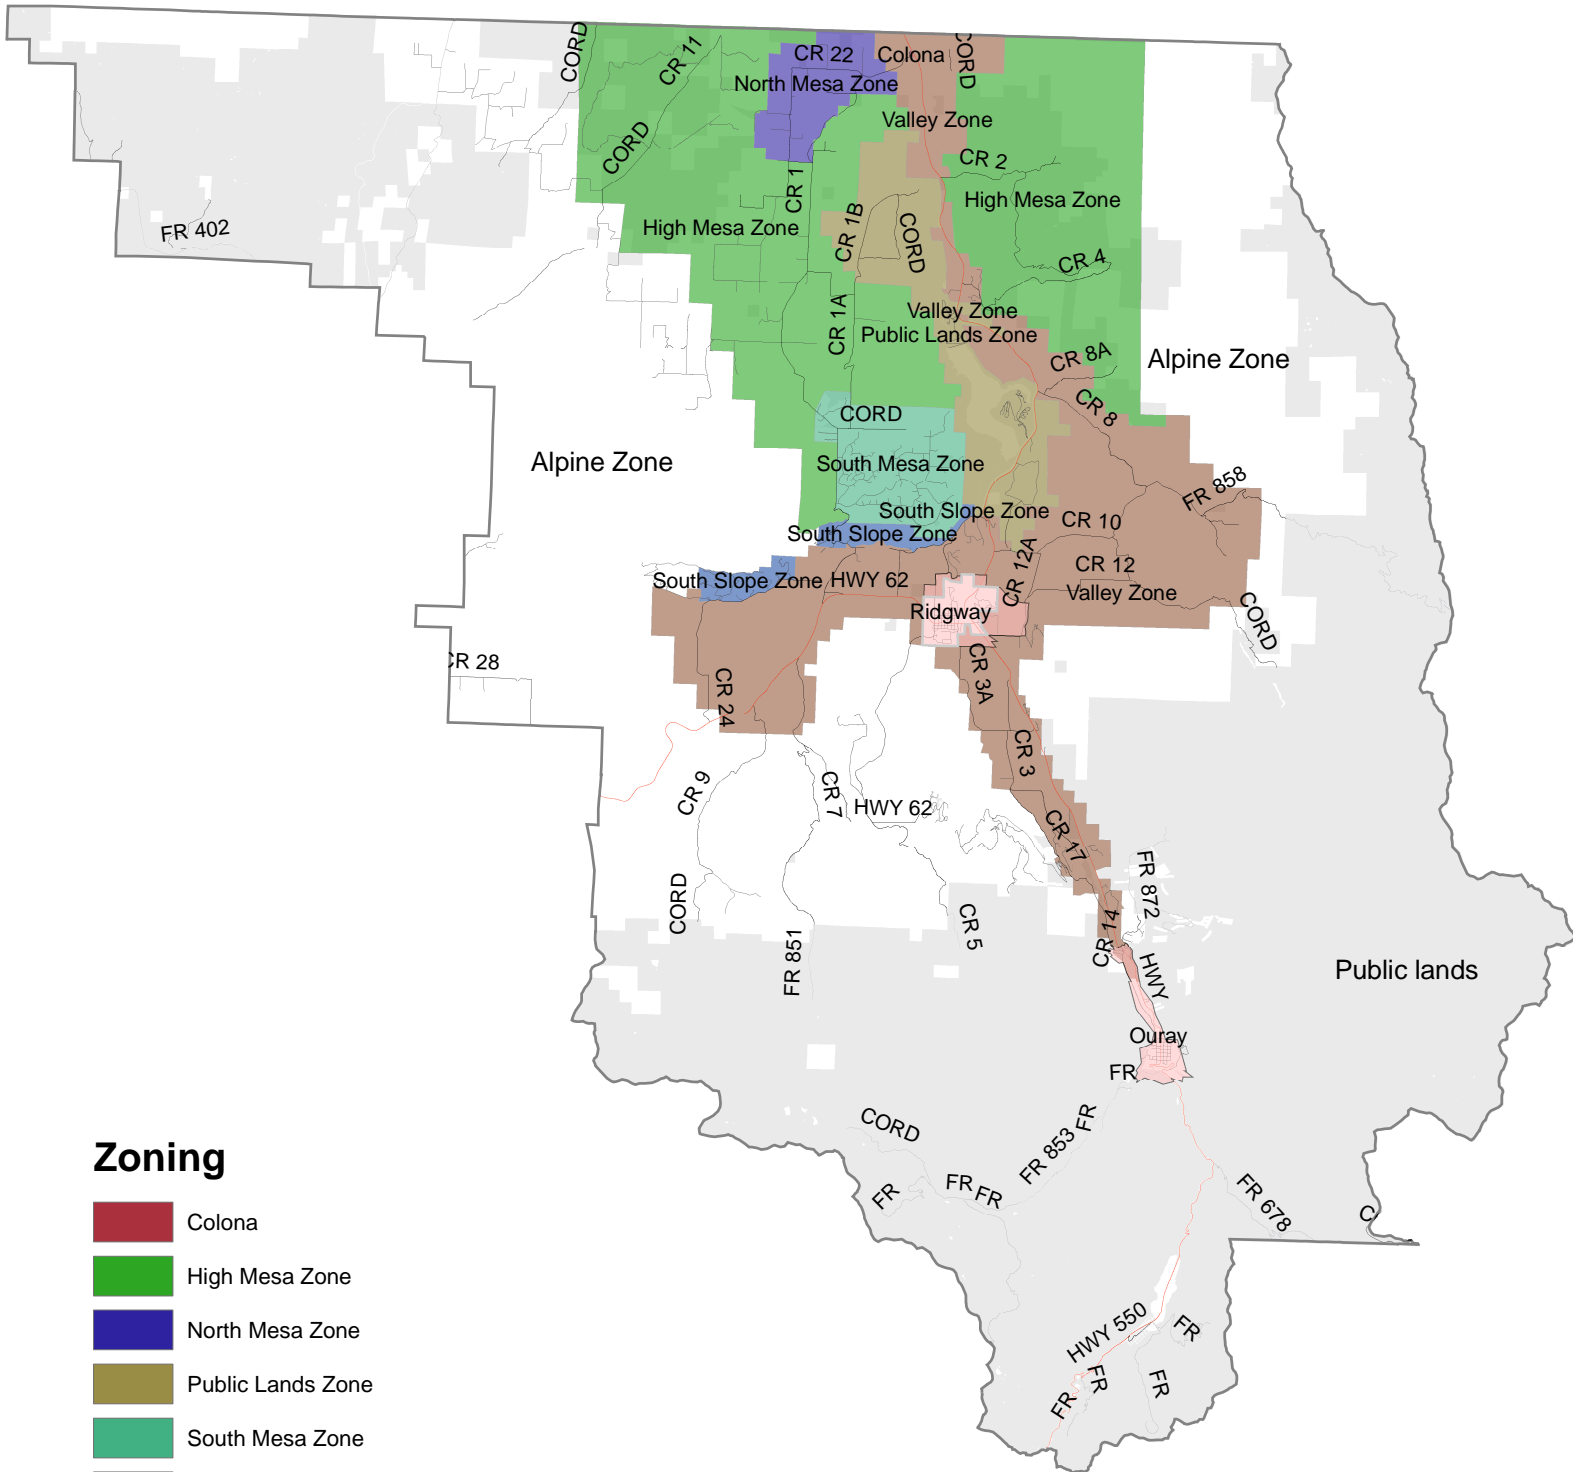 CORD
CR 11
CR 22
Colona
CORD
North Mesa Zone
Valley Zone
CORD
CR 2
CR 1
High Mesa Zone
FR 402
High Mesa Zone
CR 1B
CORD
CR 4
Valley Zone
CR 1A
Public Lands Zone
CR 8A
Alpine Zone
CR 8
CORD
Alpine Zone
South Mesa Zone
FR 858
South Slope Zone
CR 10
South Slope Zone
CR 12A
CR 12
South Slope Zone
HWY 62
Valley Zone
Ridgway
CORD
CR 28
CR 3A
CR 24
CR 3
CR 9
CR 7
HWY 62
CR 17
FR 872
CORD
CR 5
CR 14
FR 851
HWY
Public lands
Ouray
FR
CORD
FR
FR 853
FR
FR
FR
FR 678
HWY 550
FR
FR
FR
FR
Zoning
Colona
High Mesa Zone
North Mesa Zone
Public Lands Zone
South Mesa Zone